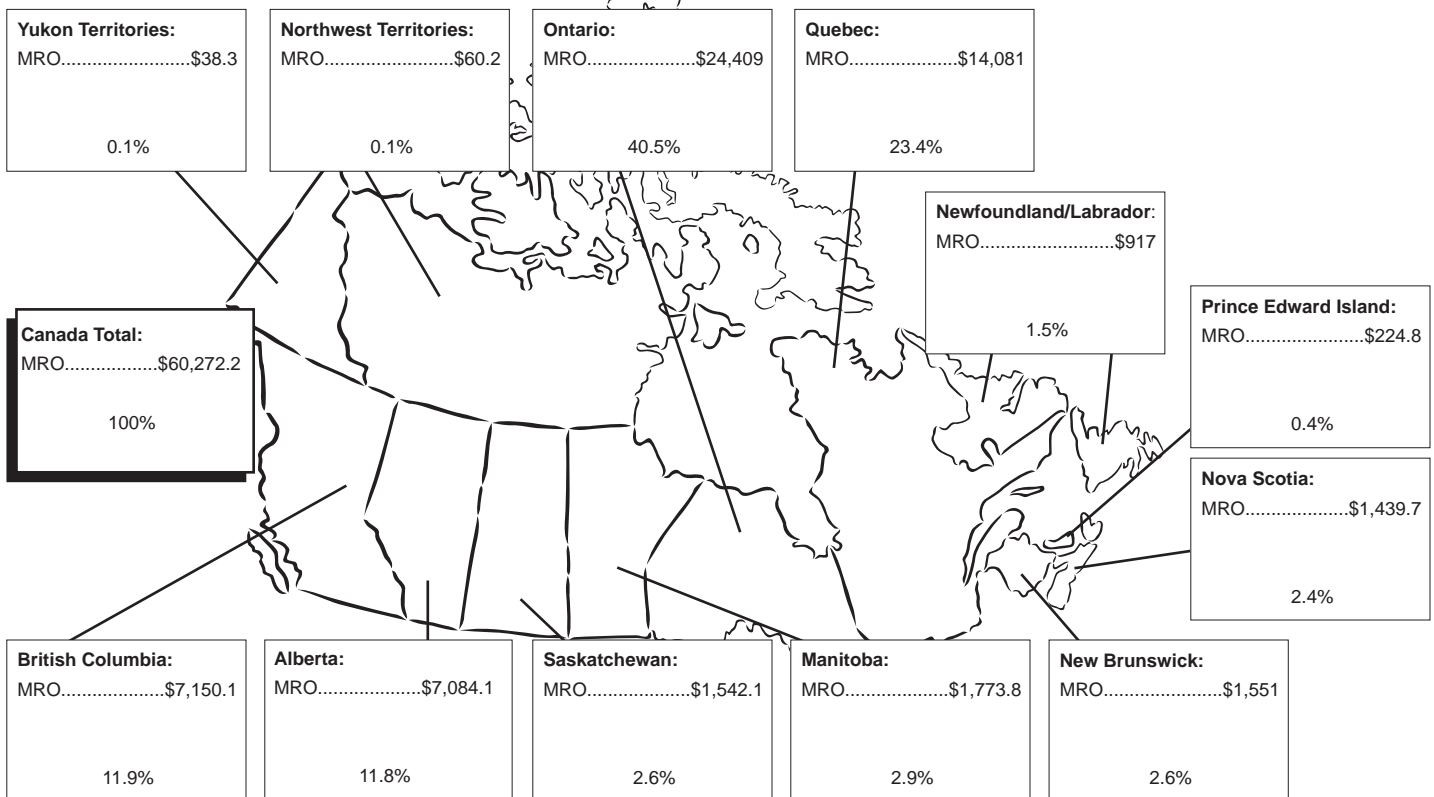 Yukon Territories:
MRO..........................$38.3
0.1%
Northwest Territories:
MRO..........................$60.2
0.1%
Ontario:
MRO......................$24,409
40.5%
Quebec:
MRO......................$14,081
23.4%
Newfoundland/Labrador:
MRO...........................$917
1.5%
Prince Edward Island:
MRO........................$224.8
0.4%
Canada Total:
MRO...................$60,272.2
100%
Nova Scotia:
MRO.....................$1,439.7
2.4%
British Columbia:
MRO.....................$7,150.1
11.9%
Alberta:
MRO.....................$7,084.1
11.8%
Saskatchewan:
MRO.....................$1,542.1
2.6%
Manitoba:
MRO.....................$1,773.8
2.9%
New Brunswick:
MRO........................$1,551
2.6%